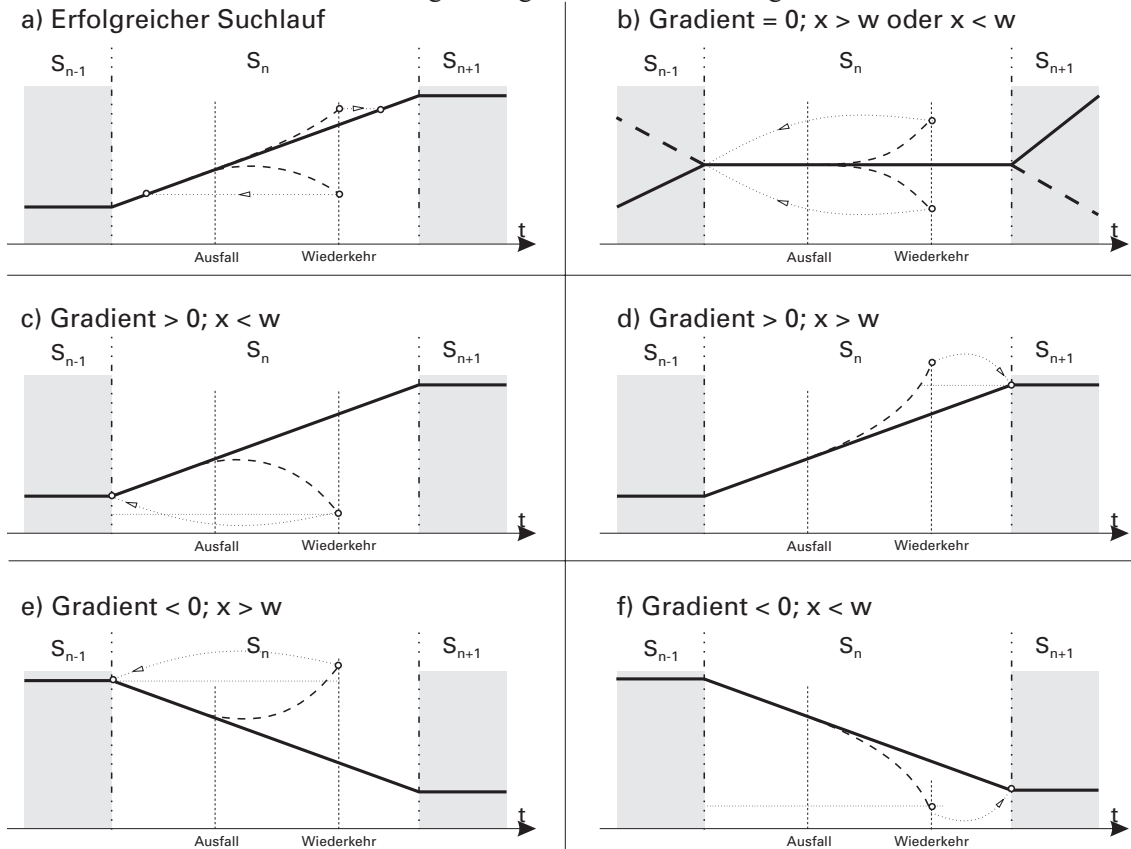 a) Erfolgreicher Suchlauf
Sn-1 Sn Sn+1
t
Ausfall Wiederkehr
b) Gradient = 0; x > w oder x < w
Sn-1 Sn Sn+1
t
Ausfall Wiederkehr
c) Gradient > 0; x < w
Sn-1 Sn Sn+1
t
Ausfall Wiederkehr
d) Gradient > 0; x > w
Sn-1 Sn Sn+1
t
Ausfall Wiederkehr
e) Gradient < 0; x > w
Sn-1 Sn Sn+1
t
Ausfall Wiederkehr
f) Gradient < 0; x < w
Sn-1 Sn Sn+1
t
Ausfall Wiederkehr